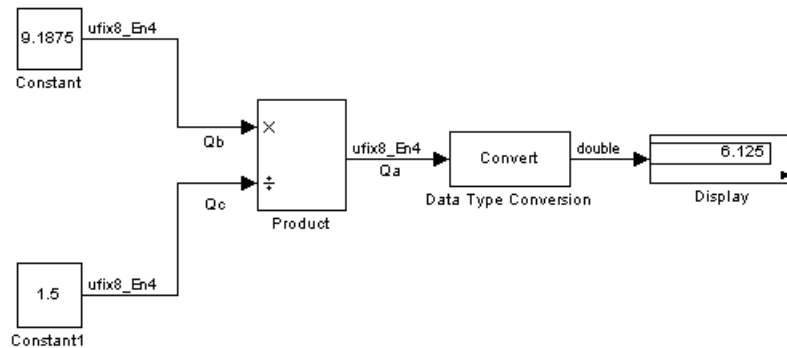 9.1875
ufix8_En4
Constant
Qb
×
÷
Qc
Product
ufix8_En4
Qa
Convert
Data Type Conversion
double
6.125
Display
1.5
ufix8_En4
Constant1